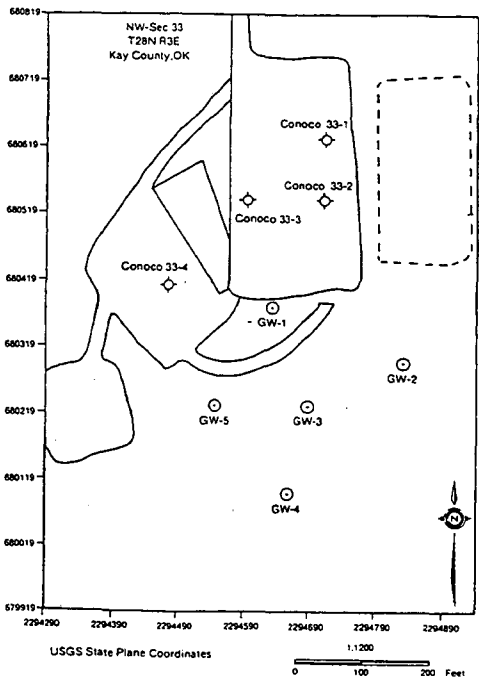 680819
NW-Sec 33
T28N R3E
Kay County,OK
680719
680619
Conoco 33-1
Conoco 33-2
680519
Conoco 33-3
680419
Conoco 33-4
GW-1
680319
GW-2
680219
GW-5
GW-3
680119
GW-4
N
680019
679919
2294290 2294390 2294490 2294590 2294690 2294790 2294890
USGS State Plane Coordinates
1:1200
0 100 200 Feet